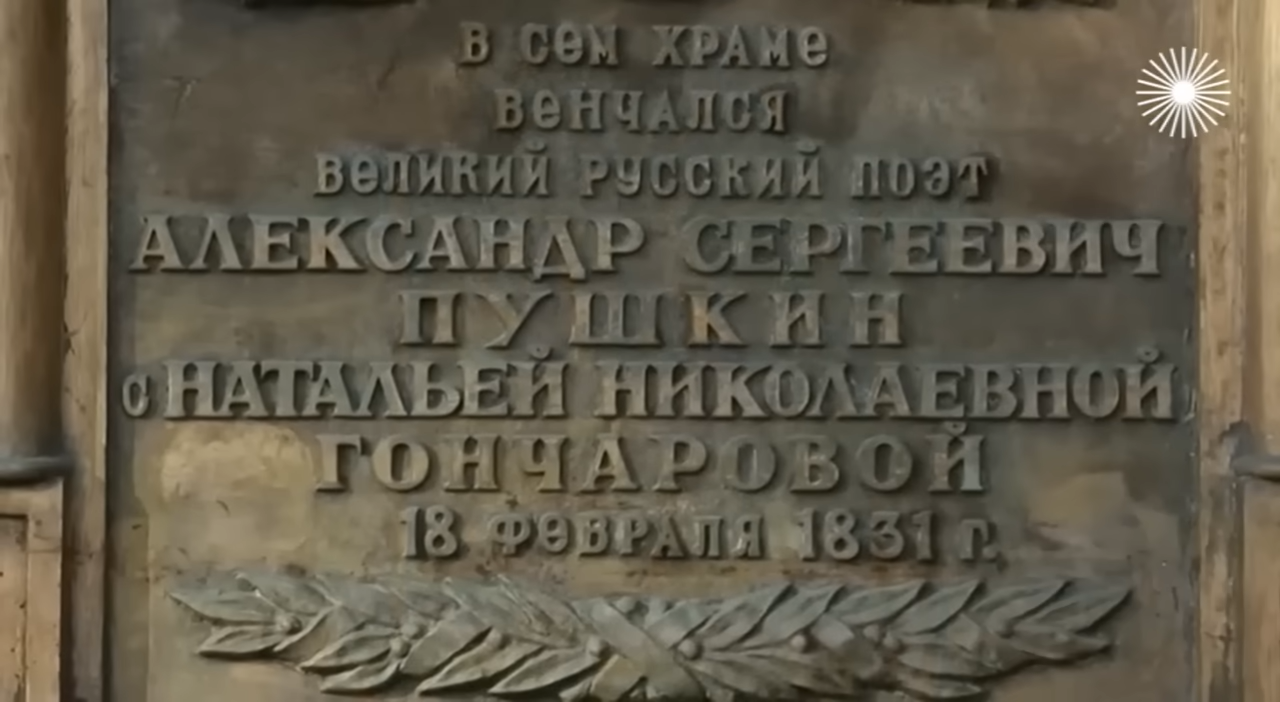 В СЕМ ХРАМЕ
ВЕНЧАЛСЯ
ВЕЛИКИЙ РУССКИЙ ПОЭТ
АЛЕКСАНДР СЕРГЕЕВИЧ
ПУШКИН
с НАТАЛЬЕЙ НИКОЛАЕВНОЙ
ГОНЧАРОВОЙ
18 ФЕВРАЛЯ 1831 г.